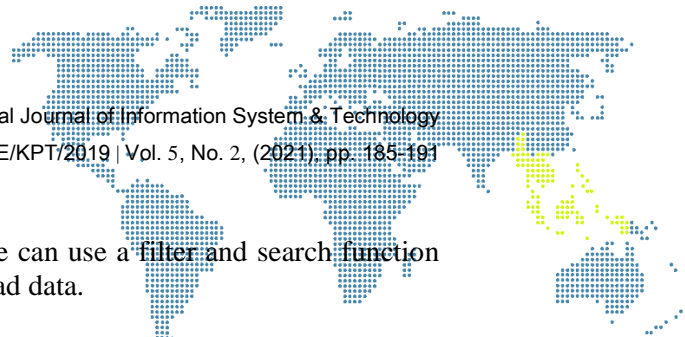 al Journal of Information System & Technology
E/KPT/2019 | Vol. 5, No. 2, (2021), pp. 185-191
e can use a filter and search function
ad data.